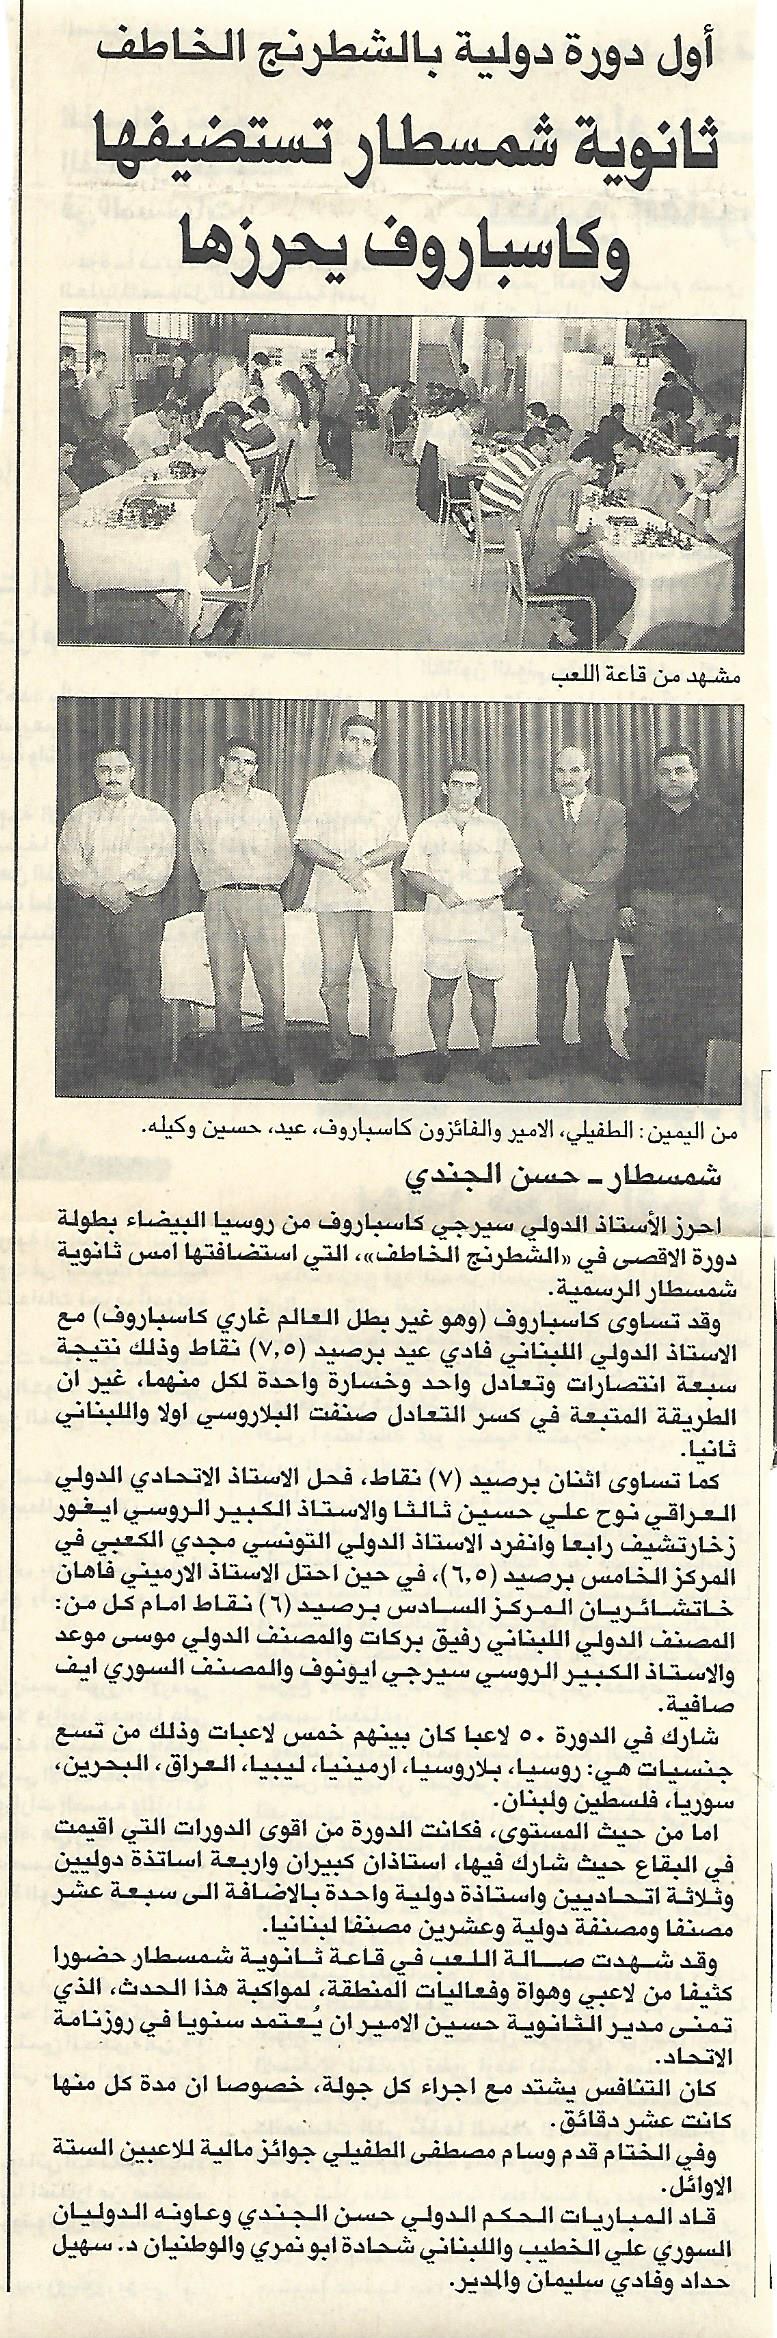 أول دورة دولية بالشطرنج الخاطف
ثانوية شمسطار تستضيفها
وكاسباروف يحرزها
مشهد من قاعة اللعب
من اليمين: الطفيلي، الامير والفائزون كاسباروف، عيد، حسين وكيله.
شمسطار ـ حسن الجندي
احرز الأستاذ الدولي سيرجي كاسباروف من روسيا البيضاء بطولة
دورة الاقصى في «الشطرنج الخاطف»، التي استضافتها امس ثانوية
شمسطار الرسمية.
وقد تساوى كاسباروف (وهو غير بطل العالم غاري كاسباروف) مع
الاستاذ الدولي اللبناني فادي عيد برصيد (٧,٥) نقاط وذلك نتيجة
سبعة انتصارات وتعادل واحد وخسارة واحدة لكل منهما، غير ان
الطريقة المتبعة في كسر التعادل صنفت البلاروسي اولا واللبناني
ثانيا.
كما تساوى اثنان برصيد (٧) نقاط، فحل الاستاذ الاتحادي الدولي
العراقي نوح علي حسين ثالثا والاستاذ الكبير الروسي ايغور
زخارتشيف رابعا وانفرد الاستاذ الدولي التونسي مجدي الكعبي في
المركز الخامس برصيد (٦,٥)، في حين احتل الاستاذ الارميني فاهان
خاتشائريان المركز السادس برصيد (٦) نقاط امام كل من:
المصنف الدولي اللبناني رفيق بركات والمصنف الدولي موسى موعد
والاستاذ الكبير الروسي سيرجي ايونوف والمصنف السوري ايف
صافية.
شارك في الدورة ٥٠ لاعبا كان بينهم خمس لاعبات وذلك من تسع
جنسيات هي: روسيا، بلاروسيا، ارمينيا، ليبيا، العراق، البحرين،
سوريا، فلسطين ولبنان.
اما من حيث المستوى، فكانت الدورة من اقوى الدورات التي اقيمت
في البقاع حيث شارك فيها، استاذان كبيران واربعة اساتذة دوليين
وثلاثة اتحاديين واستاذة دولية واحدة بالاضافة الى سبعة عشر
مصنفا ومصنفة دولية وعشرين مصنفا لبنانيا.
وقد شهدت صالة اللعب في قاعة ثانوية شمسطار حضورا
كثيفا من لاعبي وهواة وفعاليات المنطقة، لمواكبة هذا الحدث، الذي
تمنى مدير الثانوية حسين الامير ان يُعتمد سنويا في روزنامة
الاتحاد.
كان التنافس يشتد مع اجراء كل جولة، خصوصا ان مدة كل منها
كانت عشر دقائق.
وفي الختام قدم وسام مصطفى الطفيلي جوائز مالية للاعبين الستة
الاوائل.
قاد المباريات الحكم الدولي حسن الجندي وعاونه الدوليان
السوري علي الخطيب واللبناني شحادة ابو نمري والوطنيان د. سهيل
حداد وفادي سليمان والمدير.